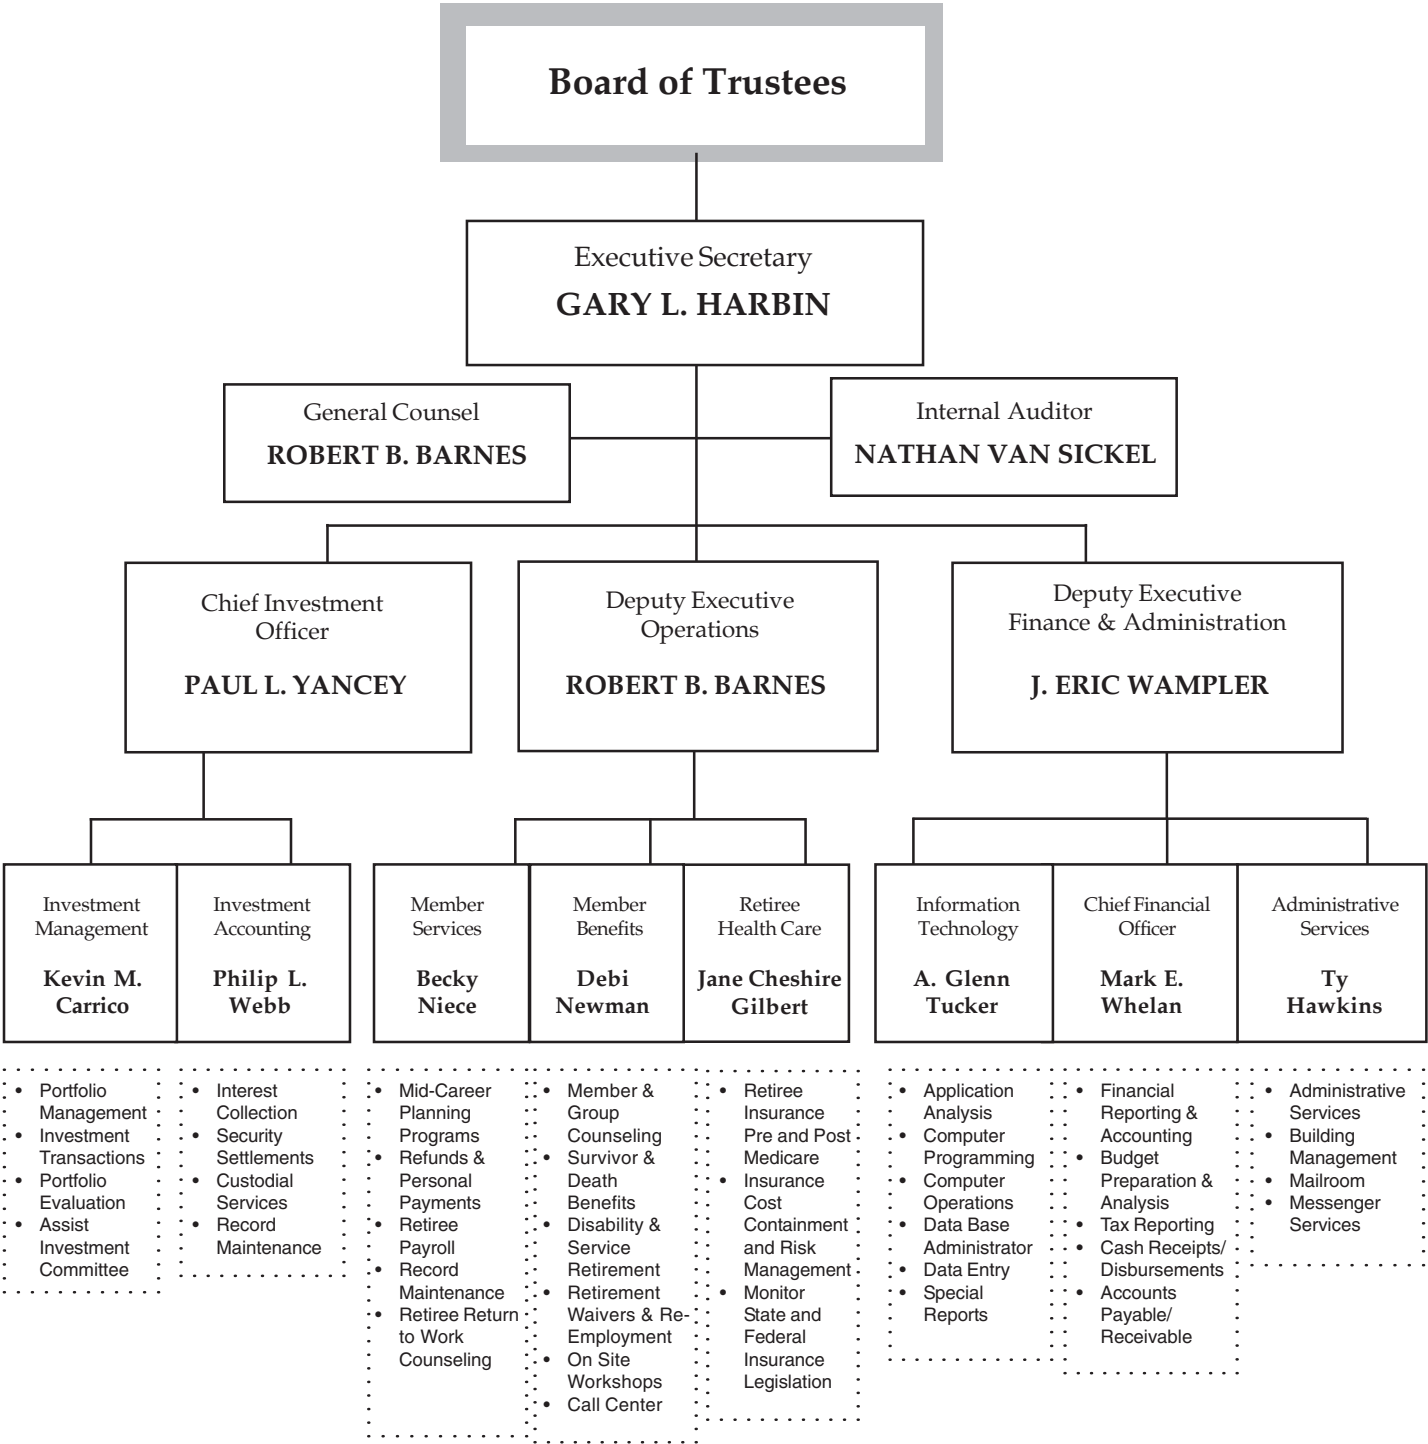 Board of Trustees
Executive Secretary
GARY L. HARBIN
General Counsel
ROBERT B. BARNES
Internal Auditor
NATHAN VAN SICKEL
Chief Investment
Officer
PAUL L. YANCEY
Deputy Executive
Operations
ROBERT B. BARNES
Deputy Executive
Finance & Administration
J. ERIC WAMPLER
Investment
Management
Kevin M.
Carrico
Investment
Accounting
Philip L.
Webb
Member
Services
Becky
Niece
Member
Benefits
Debi
Newman
Retiree
Health Care
Jane Cheshire
Gilbert
Information
Technology
A. Glenn
Tucker
Chief Financial
Officer
Mark E.
Whelan
Administrative
Services
Ty
Hawkins
• Portfolio
Management
• Investment
Transactions
• Portfolio
Evaluation
• Assist
Investment
Committee
• Interest
Collection
• Security
Settlements
• Custodial
Services
• Record
Maintenance
• Mid-Career
Planning
Programs
• Refunds &
Personal
Payments
• Retiree
Payroll
• Record
Maintenance
• Retiree Return
to Work
Counseling
• Member &
Group
Counseling
• Survivor &
Death
Benefits
• Disability &
Service
Retirement
• Retirement
Waivers & Re-
Employment
• On Site
Workshops
• Call Center
• Retiree
Insurance
Pre and Post
Medicare
• Insurance
Cost
Containment
and Risk
Management
• Monitor
State and
Federal
Insurance
Legislation
• Application
Analysis
• Computer
Programming
• Computer
Operations
• Data Base
Administrator
• Data Entry
• Special
Reports
• Financial
Reporting &
Accounting
• Budget
Preparation &
Analysis
• Tax Reporting
• Cash Receipts/
Disbursements
• Accounts
Payable/
Receivable
• Administrative
Services
• Building
Management
• Mailroom
• Messenger
Services